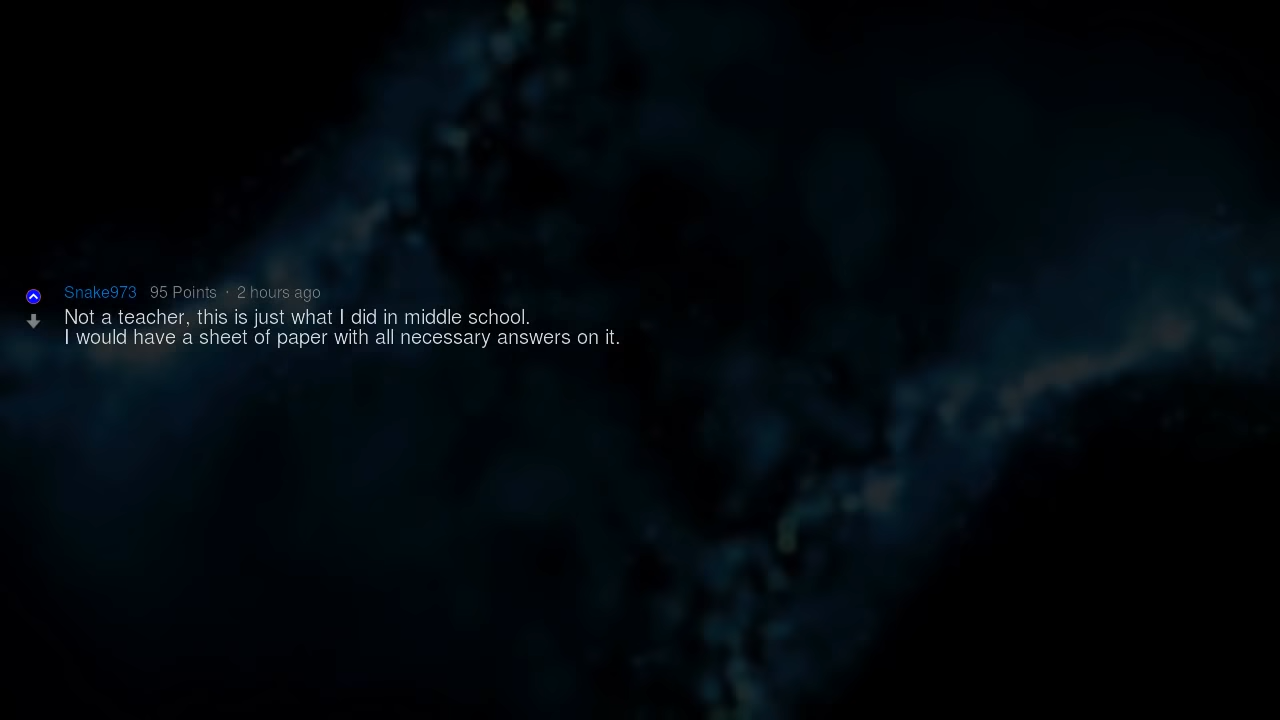 Snake973 95 Points · 2 hours ago
Not a teacher, this is just what I did in middle school.
I would have a sheet of paper with all necessary answers on it.